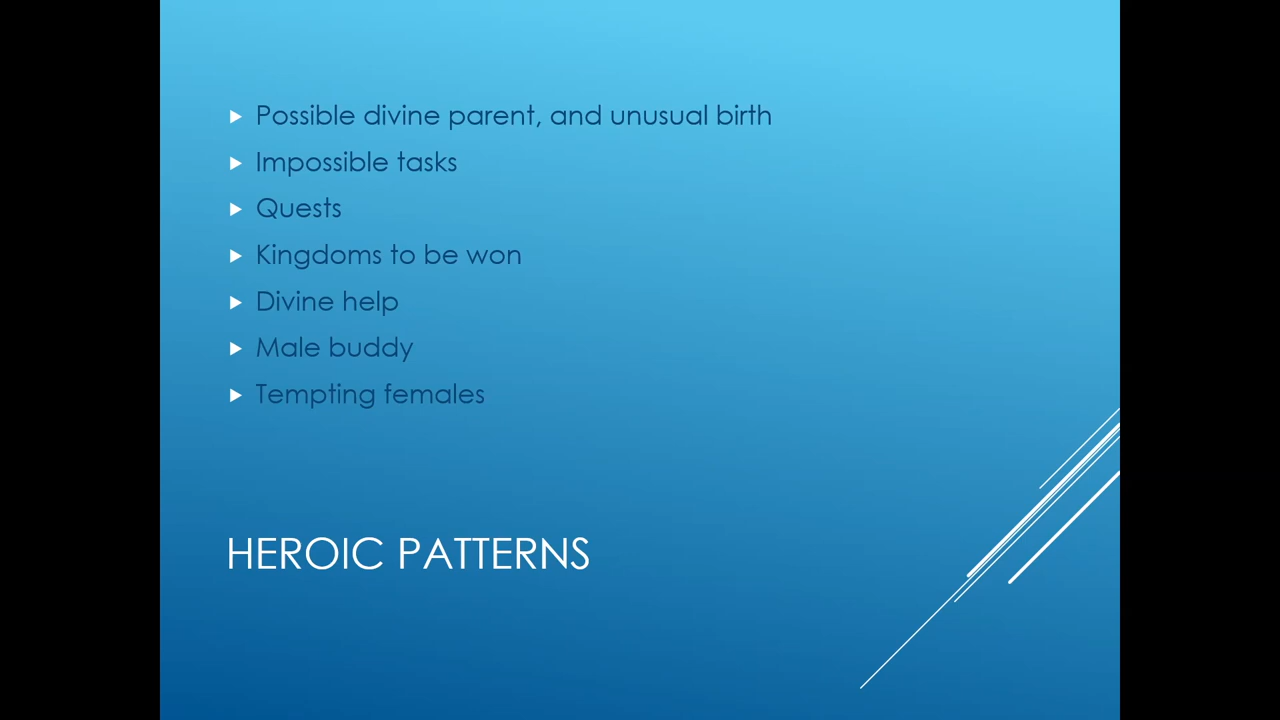 Possible divine parent, and unusual birth
Impossible tasks
Quests
Kingdoms to be won
Divine help
Male buddy
Tempting females
HEROIC PATTERNS